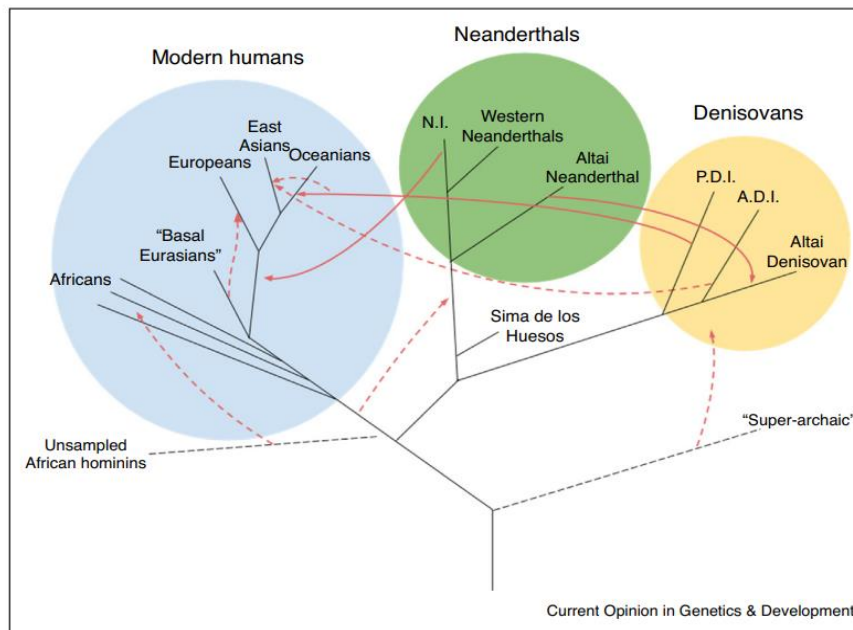 Neanderthals
Modern humans
Denisovans
N.I.
Western
Neanderthals
East
Asians
Oceanians
Europeans
Altai
Neanderthal
P.D.I.
A.D.I.
"Basal
Eurasians"
Altai
Denisovan
Africans
Sima de los
Huesos
"Super-archaic"
Unsampled
African hominins
Current Opinion in Genetics & Development